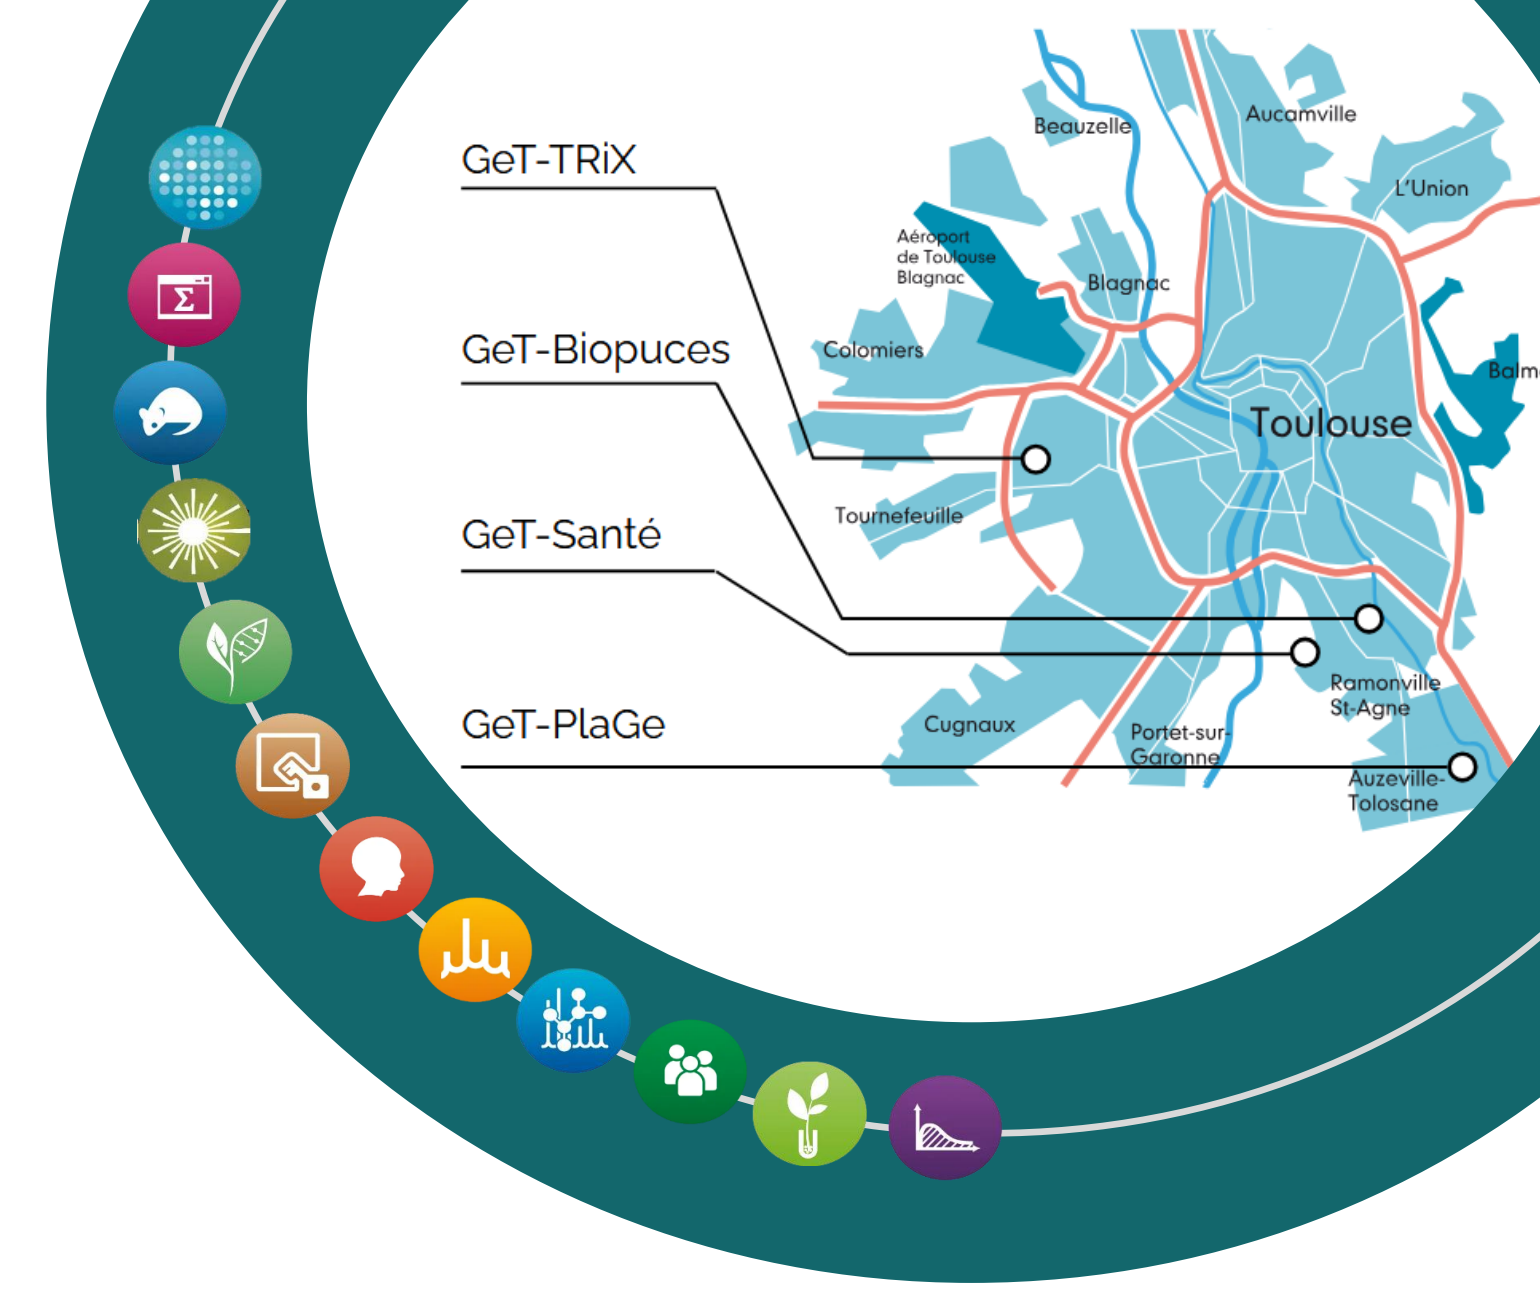 GeT-TRiX
GeT-Biopuces
GeT-Santé
GeT-PlaGe
Beauzelle
Aucamville
L'Union
Aéroport
de Toulouse
Blagnac
Blagnac
Colomiers
Balm
Toulouse
Tournefeuille
Ramonville
St-Agne
Cugnaux
Portet-sur-
Garonne
Auzeville-
Tolosane
Σ